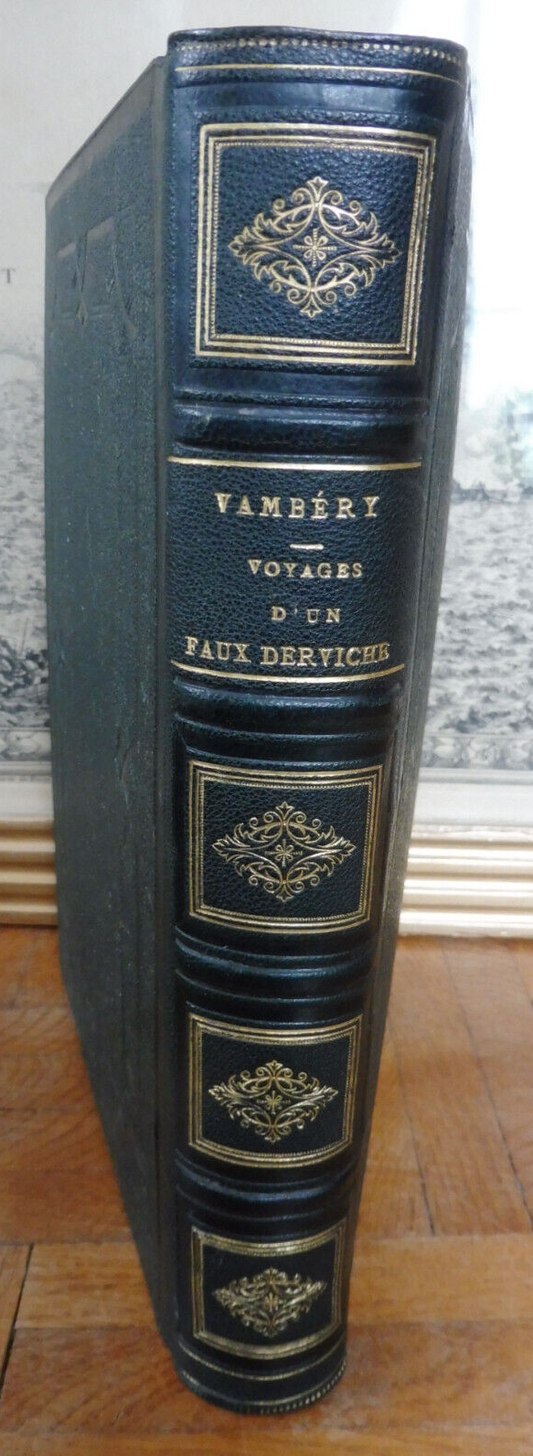 VAMBÉRY
VOYAGES
D'UN
FAUX DERVICHE
T